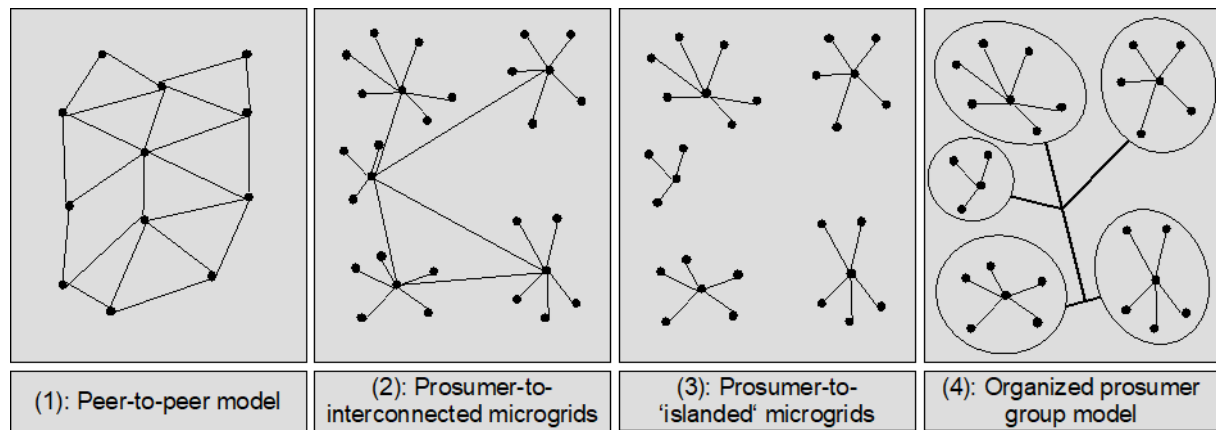 (1): Peer-to-peer model
(2): Prosumer-to-
interconnected microgrids
(3): Prosumer-to-
‘islanded‘ microgrids
(4): Organized prosumer
group model